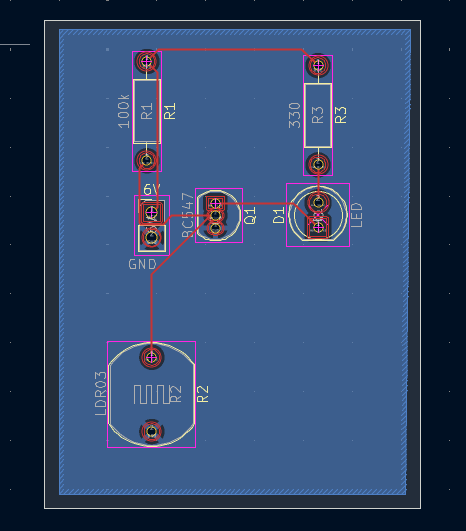 100k
R1
R1
330
R3
R3
6V
BC547
Q1
D1
LED
GND
LDR03
R2
R2